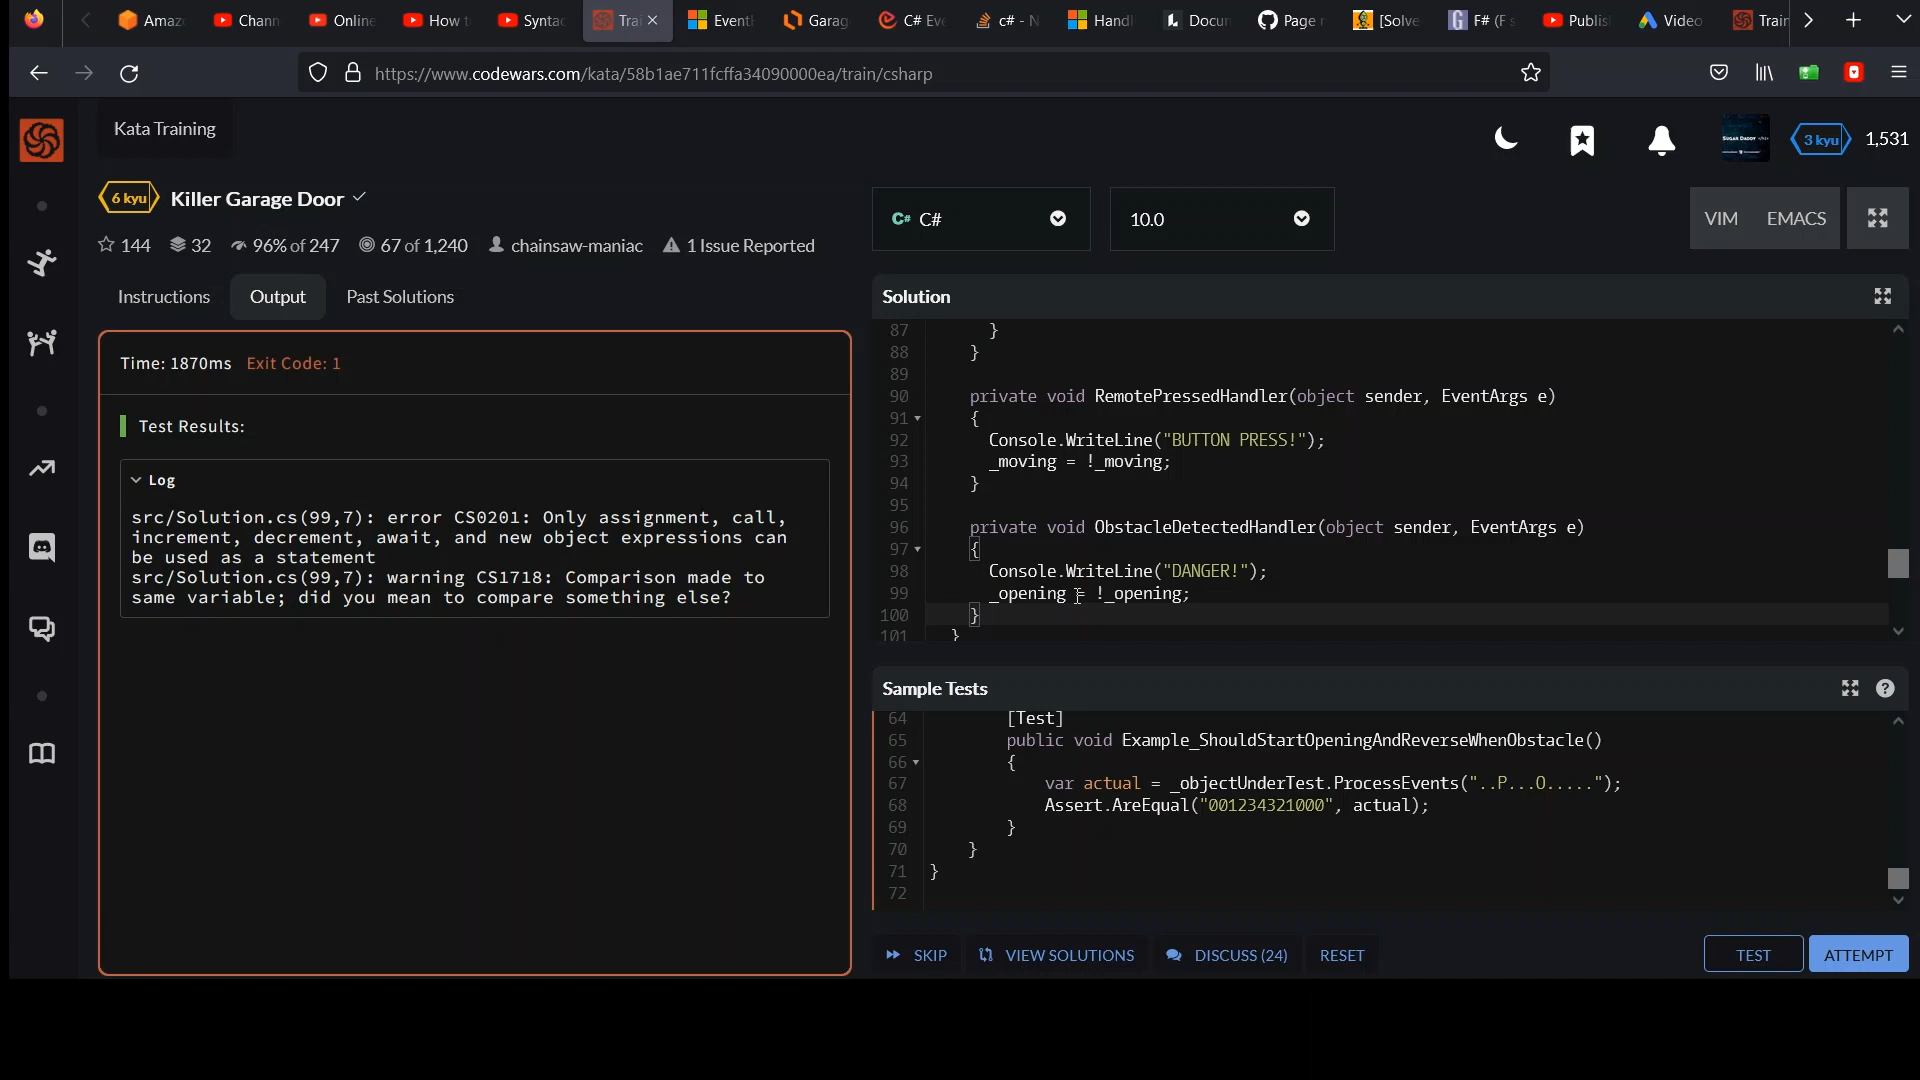 Amaz
Chann
Online
How t
Syntac
Trai
Event
Garag
C# Eve
c# - N
Handl
Docun
Page n
[Solve
F# (F s
Publis
Video
Train
https://www.codewars.com/kata/58b1ae711fcffa34090000ea/train/csharp
Kata Training
3 kyu
1,531
6 kyu
Killer Garage Door
144
32
96% of 247
67 of 1,240
chainsaw-maniac
1 Issue Reported
C# C#
10.0
VIM
EMACS
Instructions
Output
Past Solutions
Time: 1870ms Exit Code: 1
Test Results:
Log
src/Solution.cs(99,7): error CS0201: Only assignment, call,
increment, decrement, await, and new object expressions can
be used as a statement
src/Solution.cs(99,7): warning CS1718: Comparison made to
same variable; did you mean to compare something else?
Solution
87 }
88 }
89
90 private void RemotePressedHandler(object sender, EventArgs e)
91 {
92 Console.WriteLine("BUTTON PRESS!");
93 _moving = !_moving;
94 }
95
96 private void ObstacleDetectedHandler(object sender, EventArgs e)
97 {
98 Console.WriteLine("DANGER!");
99 _opening = !_opening;
100 }
101 }
Sample Tests
64 [Test]
65 public void Example_ShouldStartOpeningAndReverseWhenObstacle()
66 {
67 var actual = _objectUnderTest.ProcessEvents("..P...O.....");
68 Assert.AreEqual("001234321000", actual);
69 }
70 }
71 }
72
SKIP
VIEW SOLUTIONS
DISCUSS (24)
RESET
TEST
ATTEMPT